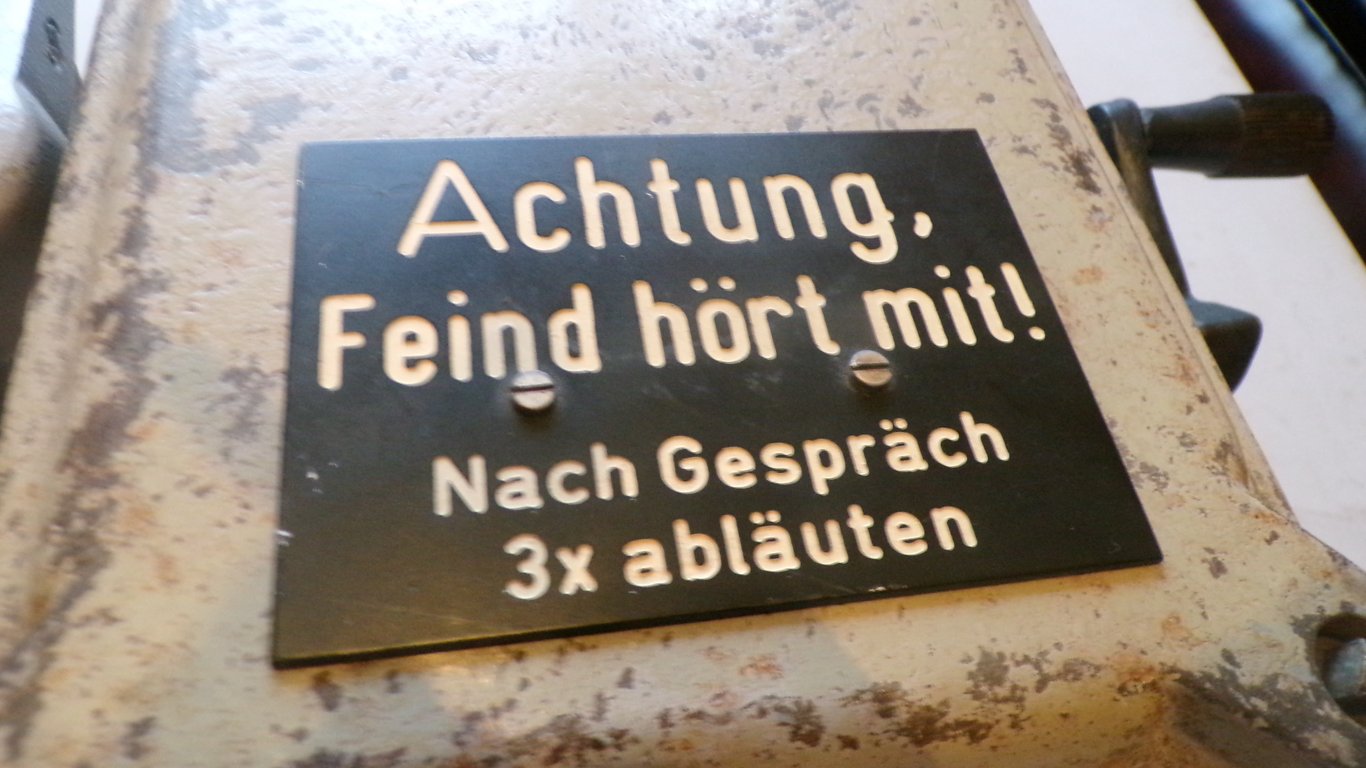 Achtung,
Feind hört mit!
Nach Gespräch
3x abläuten